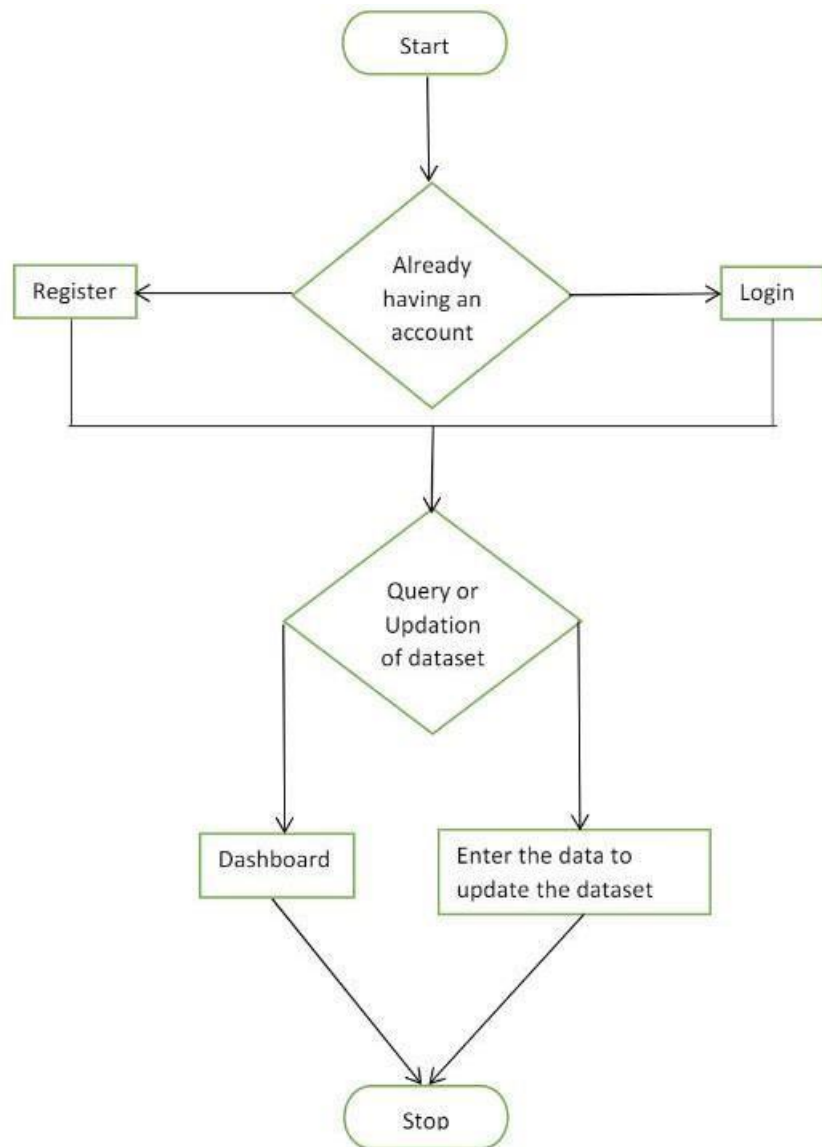 Start
Already
having an
account
Register
Login
Query or
Updation
of dataset
Dashboard
Enter the data to
update the dataset
Stop